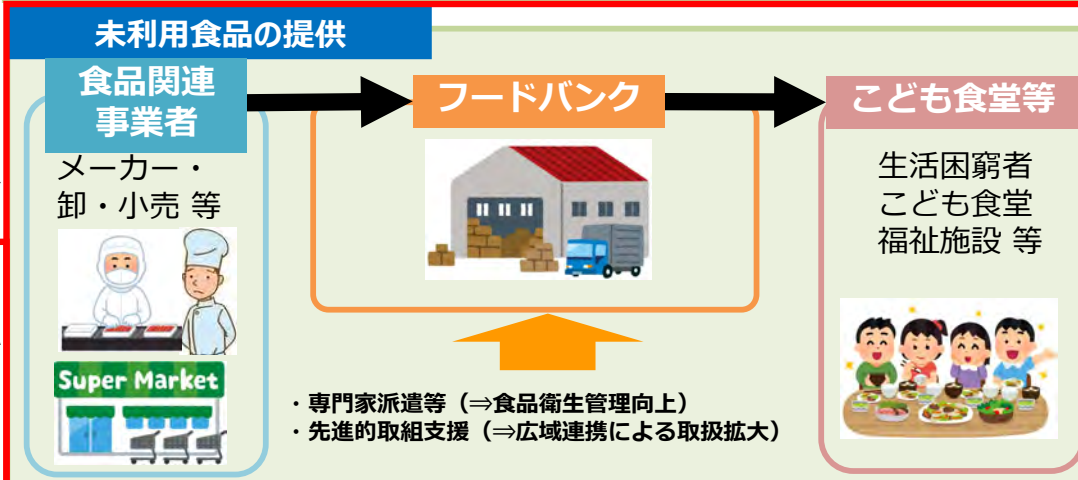 未利用食品の提供
食品関連
事業者
メーカー・
卸・小売 等
Super Market
フードバンク
・専門家派遣等（⇒食品衛生管理向上）
・先進的取組支援（⇒広域連携による取扱拡大）
こども食堂等
生活困窮者
こども食堂
福祉施設 等